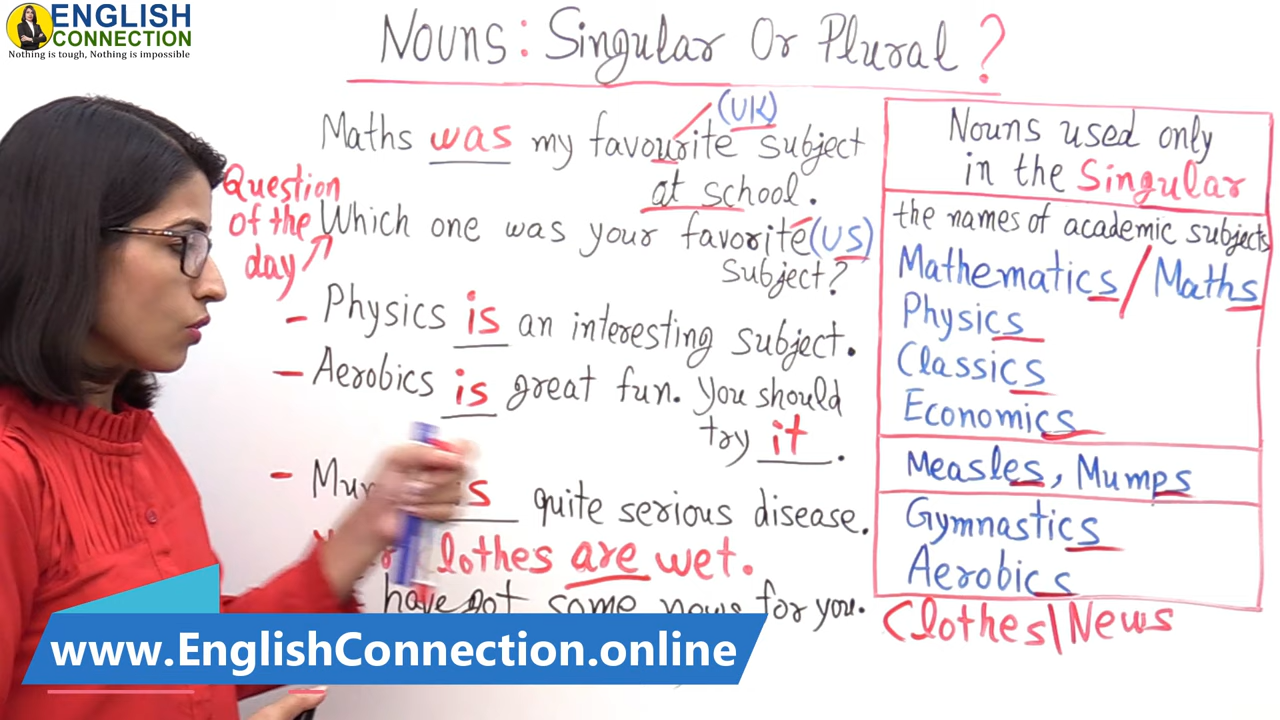 ENGLISH
CONNECTION
Nothing is tough, Nothing is impossible
Nouns: Singular Or Plural ?
(UK)
Maths was my favourite subject
at school.
Question
of the
day
Which one was your favorite (US)
subject?
- Physics is an interesting subject.
- Aerobics is great fun. You should
try it.
- is quite serious disease.
are wet.
have got some news for you.
Nouns used only
in the Singular
the names of academic subjects
Mathematics / Maths
Physics
Classics
Economics
Measles, Mumps
Gymnastics
Aerobics
Clothes\News
www.EnglishConnection.online